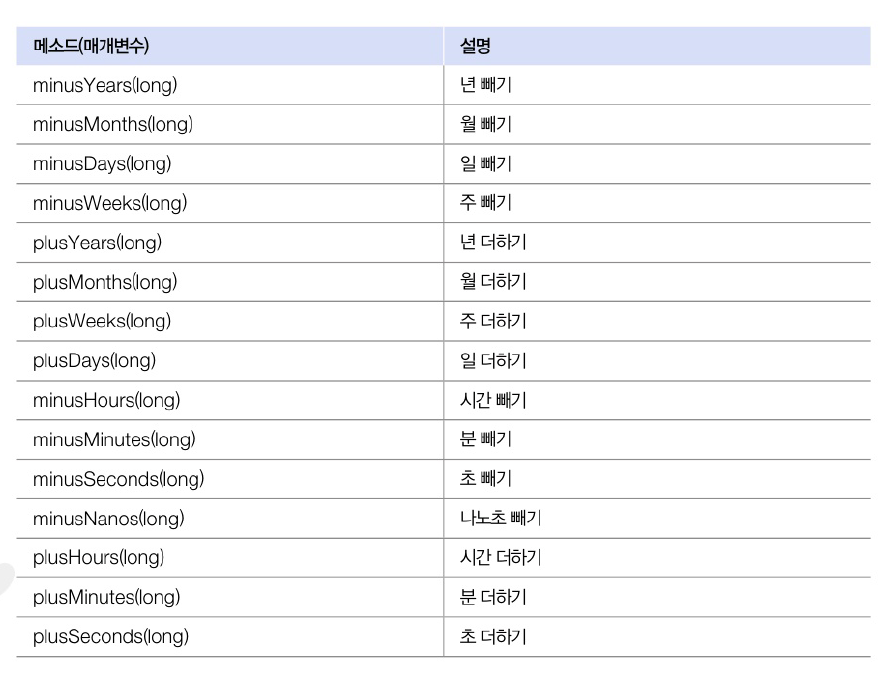 메소드(매개변수) 설명
minusYears(long) 년 빼기
minusMonths(long) 월 빼기
minusDays(long) 일 빼기
minusWeeks(long) 주 빼기
plusYears(long) 년 더하기
plusMonths(long) 월 더하기
plusWeeks(long) 주 더하기
plusDays(long) 일 더하기
minusHours(long) 시간 빼기
minusMinutes(long) 분 빼기
minusSeconds(long) 초 빼기
minusNanos(long) 나노초 빼기
plusHours(long) 시간 더하기
plusMinutes(long) 분 더하기
plusSeconds(long) 초 더하기